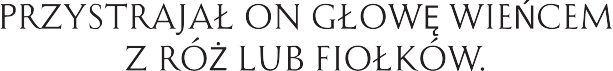 PRZYSTRAJAŁ ON GŁOWĘ WIEŃCEM
Z RÓŻ LUB FIOŁKÓW.